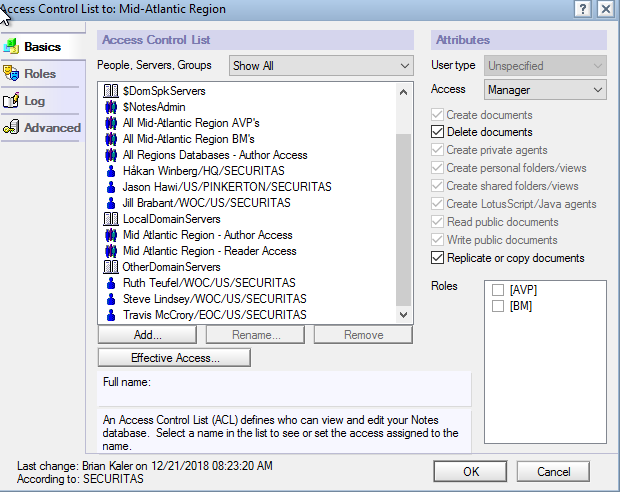 Access Control List to: Mid-Atlantic Region
Basics
Roles
Log
Advanced
Access Control List
People, Servers, Groups
Show All
$DomSpkServers
$NotesAdmin
All Mid-Atlantic Region AVP's
All Mid-Atlantic Region BM's
All Regions Databases - Author Access
Håkan Winberg/HQ/SECURITAS
Jason Hawi/US/PINKERTON/SECURITAS
Jill Brabant/WOC/US/SECURITAS
LocalDomainServers
Mid Atlantic - Author Access
Mid Atlantic - Reader Access
OtherDomainServers
Ruth Teufel/WOC/US/SECURITAS
Steve Lindsey/WOC/US/SECURITAS
Travis McCrory/EOC/US/SECURITAS
Add...
Rename...
Remove
Effective Access...
Full name:
An Access Control List (ACL) defines who can view and edit your Notes
database. Select a name in the list to see or set the access assigned to the
name.
Attributes
User type
Unspecified
Access
Manager
Create documents
Delete documents
Create private agents
Create personal folders/views
Create shared folders/views
Create LotusScript/Java agents
Read public documents
Write public documents
Replicate or copy documents
Roles
[AVP]
[BM]
Last change: Brian Kaler on 12/21/2018 08:23:20 AM
According to: SECURITAS
OK
Cancel